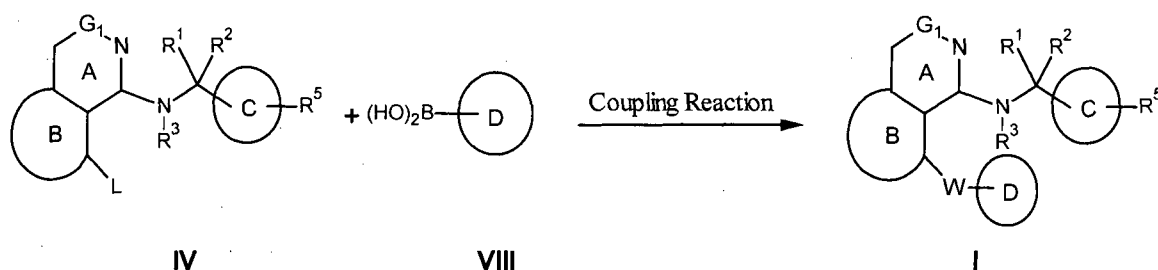 G₁ N R¹ R² A N C R⁵ B R³ L
+ (HO)₂B D
Coupling Reaction
G₁ N R¹ R² A N C R⁵ B R³ W D
IV VIII I